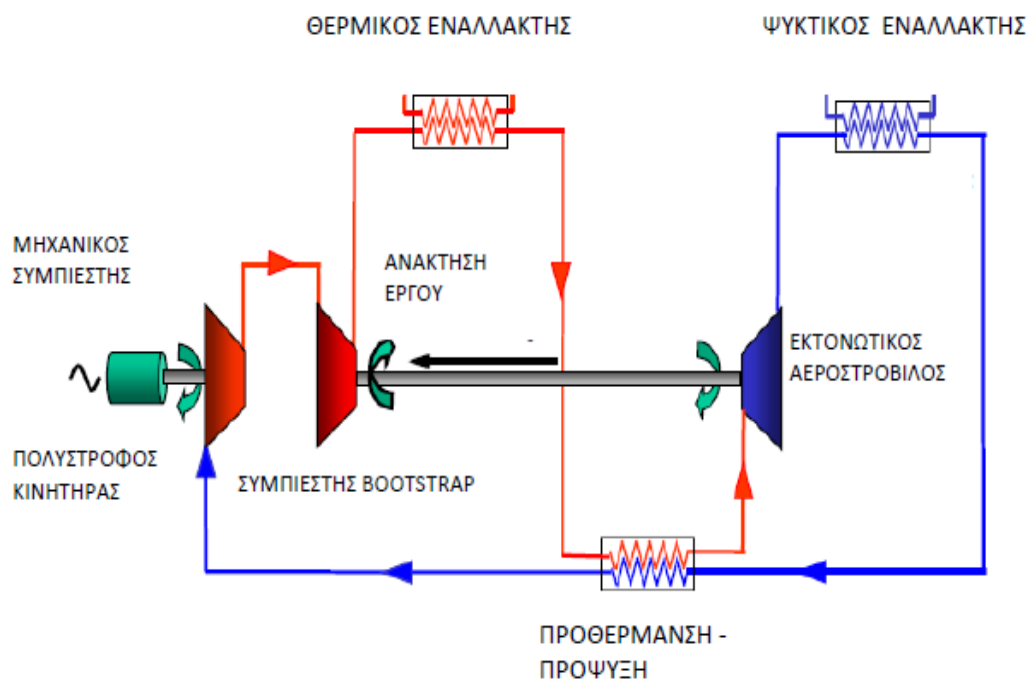 ΘΕΡΜΙΚΟΣ ΕΝΑΛΛΑΚΤΗΣ
ΨΥΚΤΙΚΟΣ ΕΝΑΛΛΑΚΤΗΣ
ΜΗΧΑΝΙΚΟΣ
ΣΥΜΠΙΕΣΤΗΣ
ΑΝΑΚΤΗΣΗ
ΕΡΓΟΥ
ΕΚΤΟΝΩΤΙΚΟΣ
ΑΕΡΟΣΤΡΟΒΙΛΟΣ
ΠΟΛΥΣΤΡΟΦΟΣ
ΚΙΝΗΤΗΡΑΣ
ΣΥΜΠΙΕΣΤΗΣ BOOTSTRAP
ΠΡΟΘΕΡΜΑΝΣΗ -
ΠΡΟΨΥΞΗ